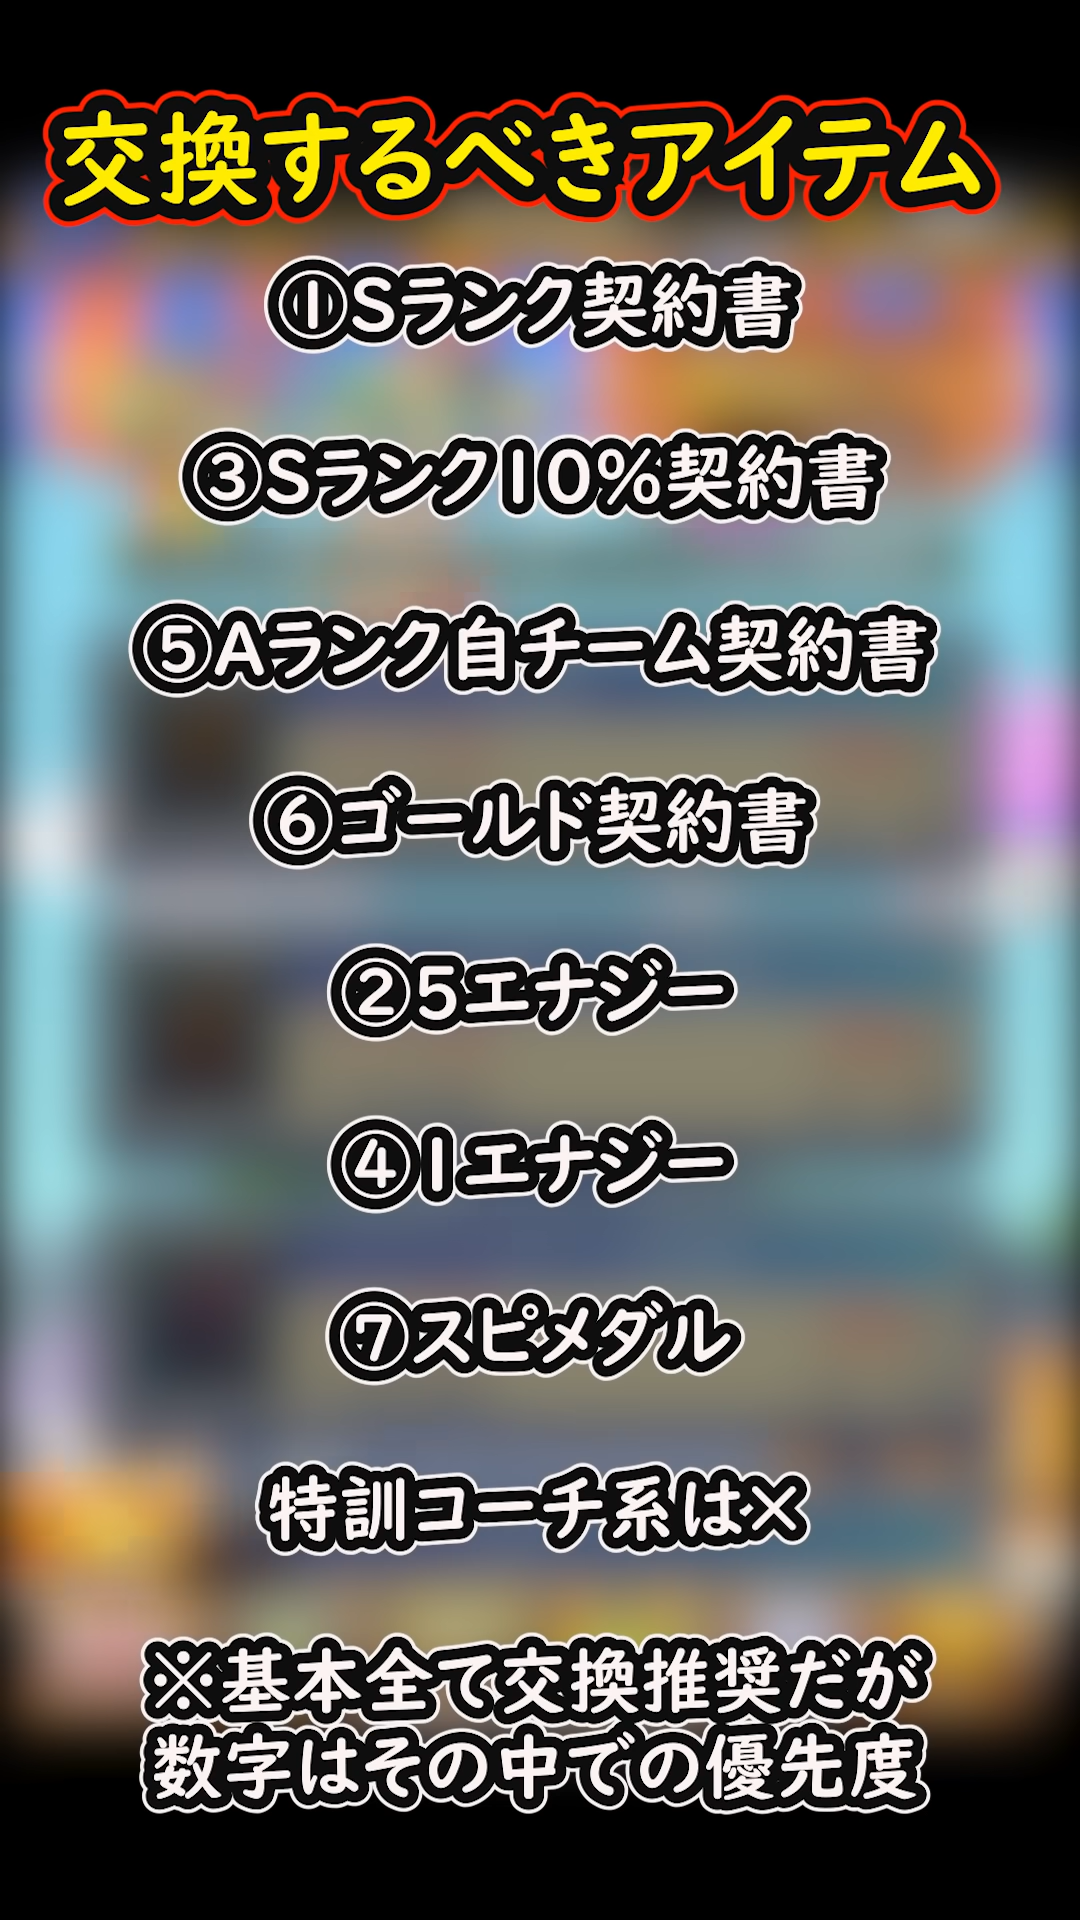 交換するべきアイテム
①Sランク契約書
③Sランク10%契約書
⑤Aランク自チーム契約書
⑥ゴールド契約書
②5エナジー
④1エナジー
⑦スピメダル
特訓コーチ系は×
※基本全て交換推奨だが
数字はその中での優先度